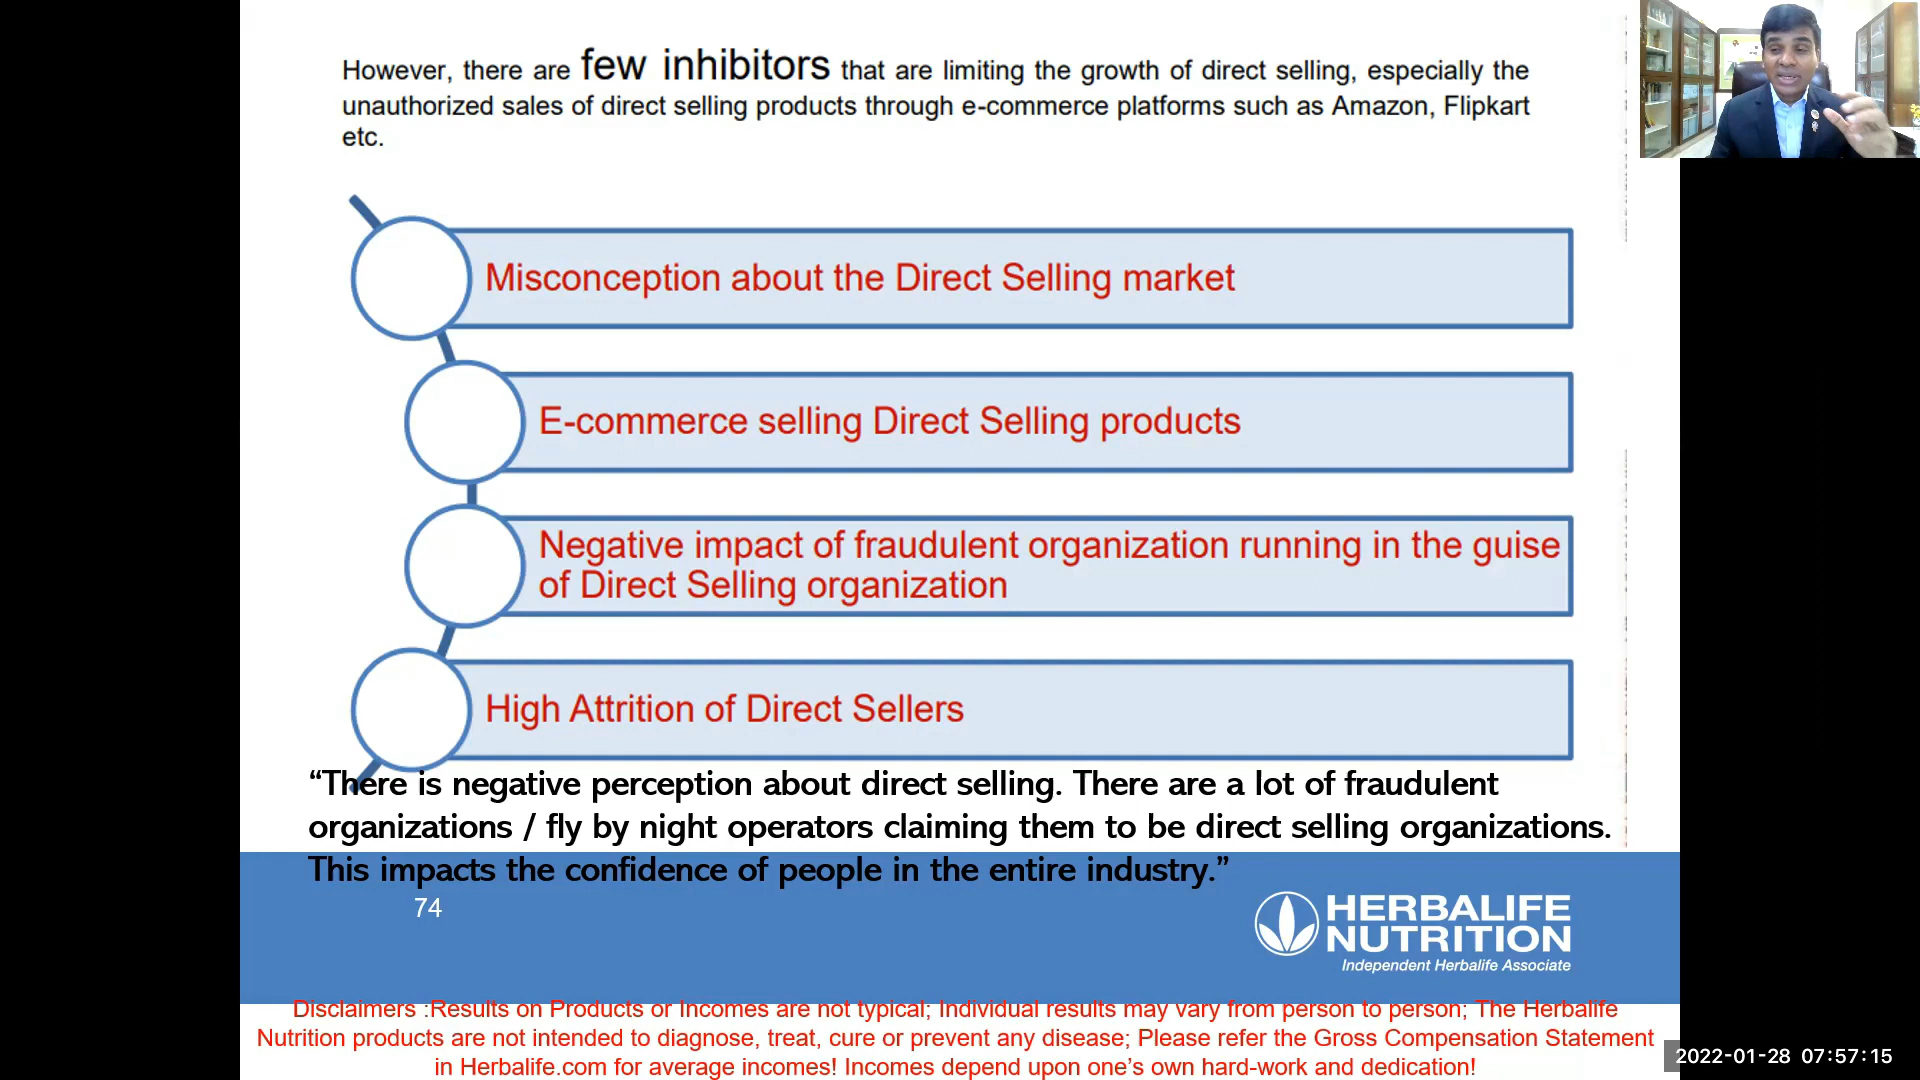 However, there are few inhibitors that are limiting the growth of direct selling, especially the
unauthorized sales of direct selling products through e-commerce platforms such as Amazon, Flipkart
etc.
Misconception about the Direct Selling market
E-commerce selling Direct Selling products
Negative impact of fraudulent organization running in the guise
of Direct Selling organization
High Attrition of Direct Sellers
“There is negative perception about direct selling. There are a lot of fraudulent
organizations / fly by night operators claiming them to be direct selling organizations.
This impacts the confidence of people in the entire industry.”
74
HERBALIFE
NUTRITION
Independent Herbalife Associate
Disclaimers :Results on Products or Incomes are not typical; Individual results may vary from person to person; The Herbalife
Nutrition products are not intended to diagnose, treat, cure or prevent any disease; Please refer the Gross Compensation Statement
in Herbalife.com for average incomes! Incomes depend upon one’s own hard-work and dedication!
2022-01-28 07:57:15